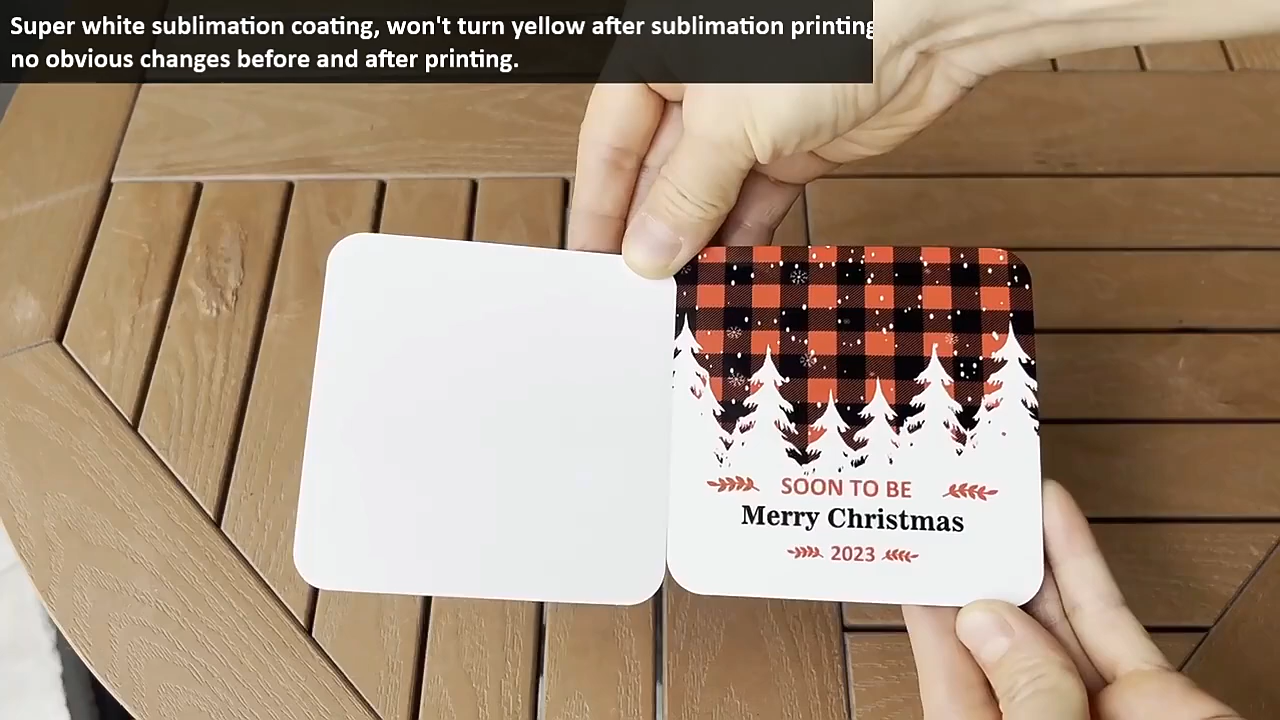 Super white sublimation coating, won't turn yellow after sublimation printing
no obvious changes before and after printing.
SOON TO BE
Merry Christmas
2023